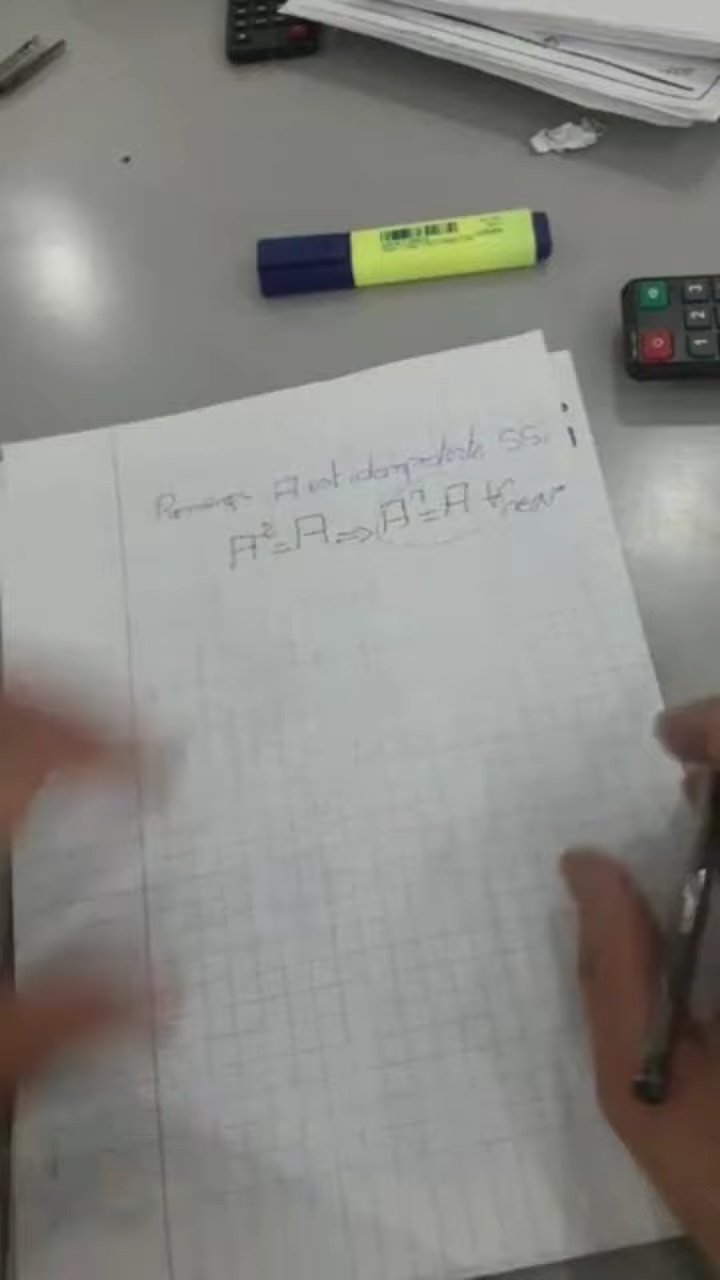 A est idempotente SSi
A² = A ⇒ Aⁿ = A ∀ n ∈ ℕ*